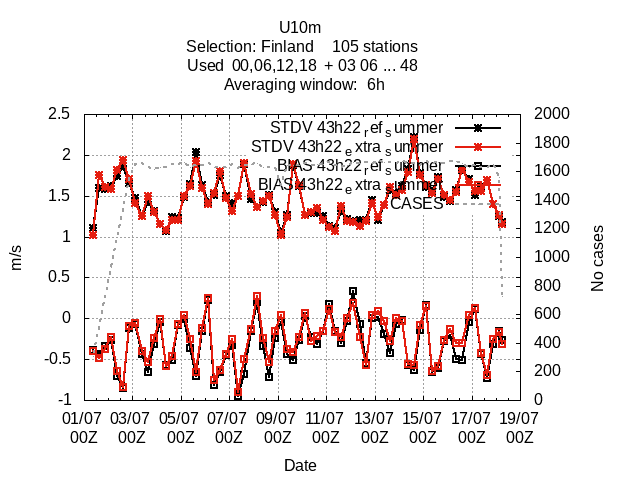 U10m
Selection: Finland 105 stations
Used 00,06,12,18 + 03 06 ... 48
Averaging window: 6h
STDV 43h22refsummer
STDV 43h22extrasummer
BIAS 43h22refsummer
BIAS 43h22extrasummer
CASES
m/s
2.5
2
1.5
1
0.5
0
-0.5
-1
No cases
2000
1800
1600
1400
1200
1000
800
600
400
200
0
01/07 03/07 05/07 07/07 09/07 11/07 13/07 15/07 17/07 19/07
00Z 00Z 00Z 00Z 00Z 00Z 00Z 00Z 00Z 00Z
Date